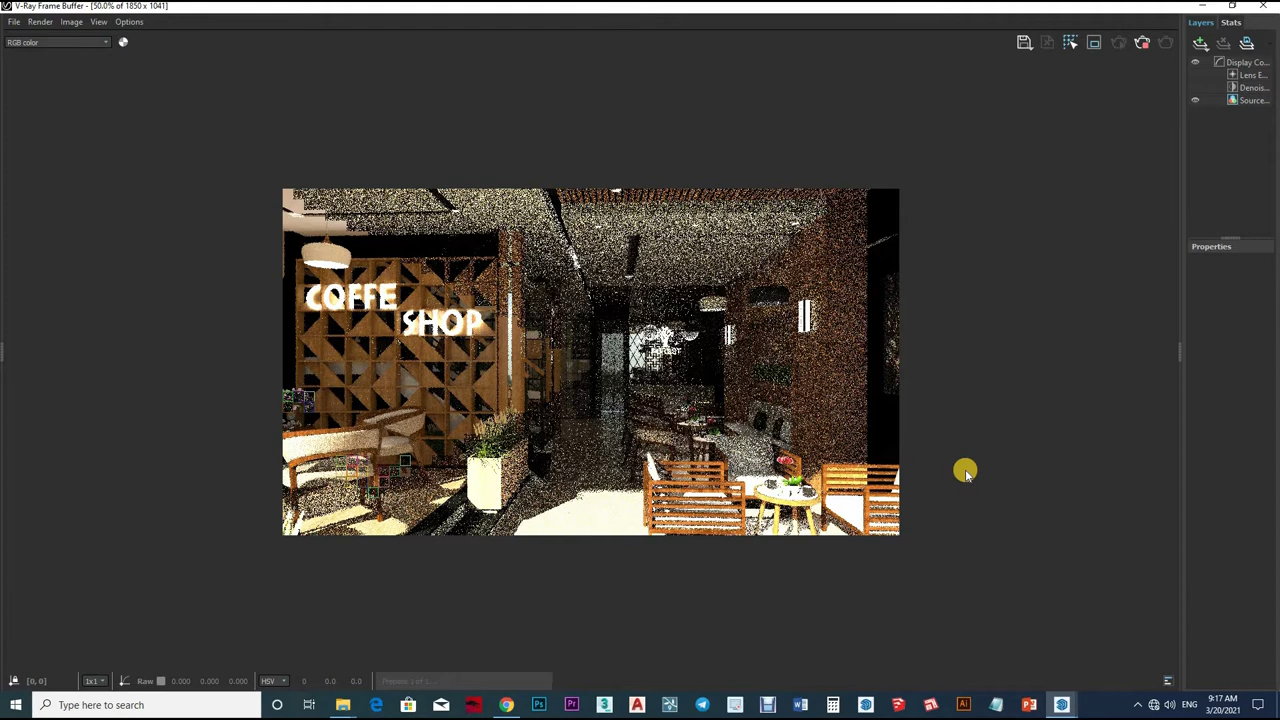 V-Ray Frame Buffer - [50.0% of 1850 x 1041]
File Render Image View Options
Layers Stats
RGB color
Display Co...
Lens E...
Denois...
Source...
Properties
COFFE
SHOP
[0, 0]
1x1
Raw
0.000 0.000 0.000
HSV
0 0.0 0.0
Type here to search
ENG
9:17 AM
3/20/2021